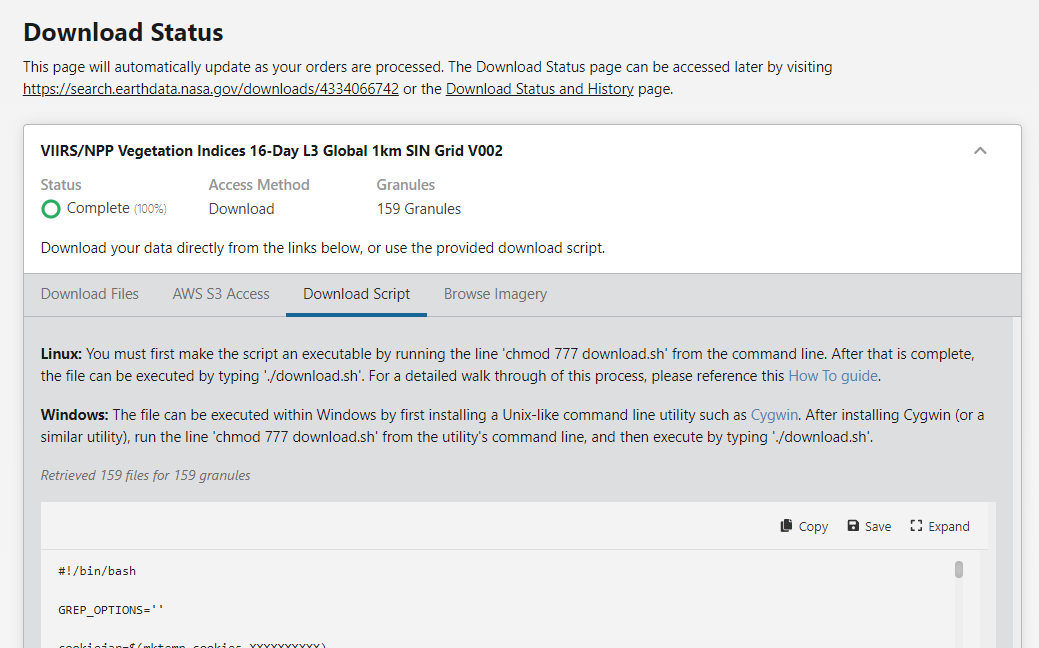 Download Status
This page will automatically update as your orders are processed. The Download Status page can be accessed later by visiting
https://search.earthdata.nasa.gov/downloads/4334066742 or the Download Status and History page.
VIIRS/NPP Vegetation Indices 16-Day L3 Global 1km SIN Grid V002
Status Access Method Granules
Complete (100%) Download 159 Granules
Download your data directly from the links below, or use the provided download script.
Download Files AWS S3 Access Download Script Browse Imagery
Linux: You must first make the script an executable by running the line 'chmod 777 download.sh' from the command line. After that is complete,
the file can be executed by typing './download.sh'. For a detailed walk through of this process, please reference this How To guide.
Windows: The file can be executed within Windows by first installing a Unix-like command line utility such as Cygwin. After installing Cygwin (or a
similar utility), run the line 'chmod 777 download.sh' from the utility's command line, and then execute by typing './download.sh'.
Retrieved 159 files for 159 granules
Copy Save Expand
#!/bin/bash
GREP_OPTIONS=''
cookiejar=$(mktemp cookies.XXXXXXXXXX)